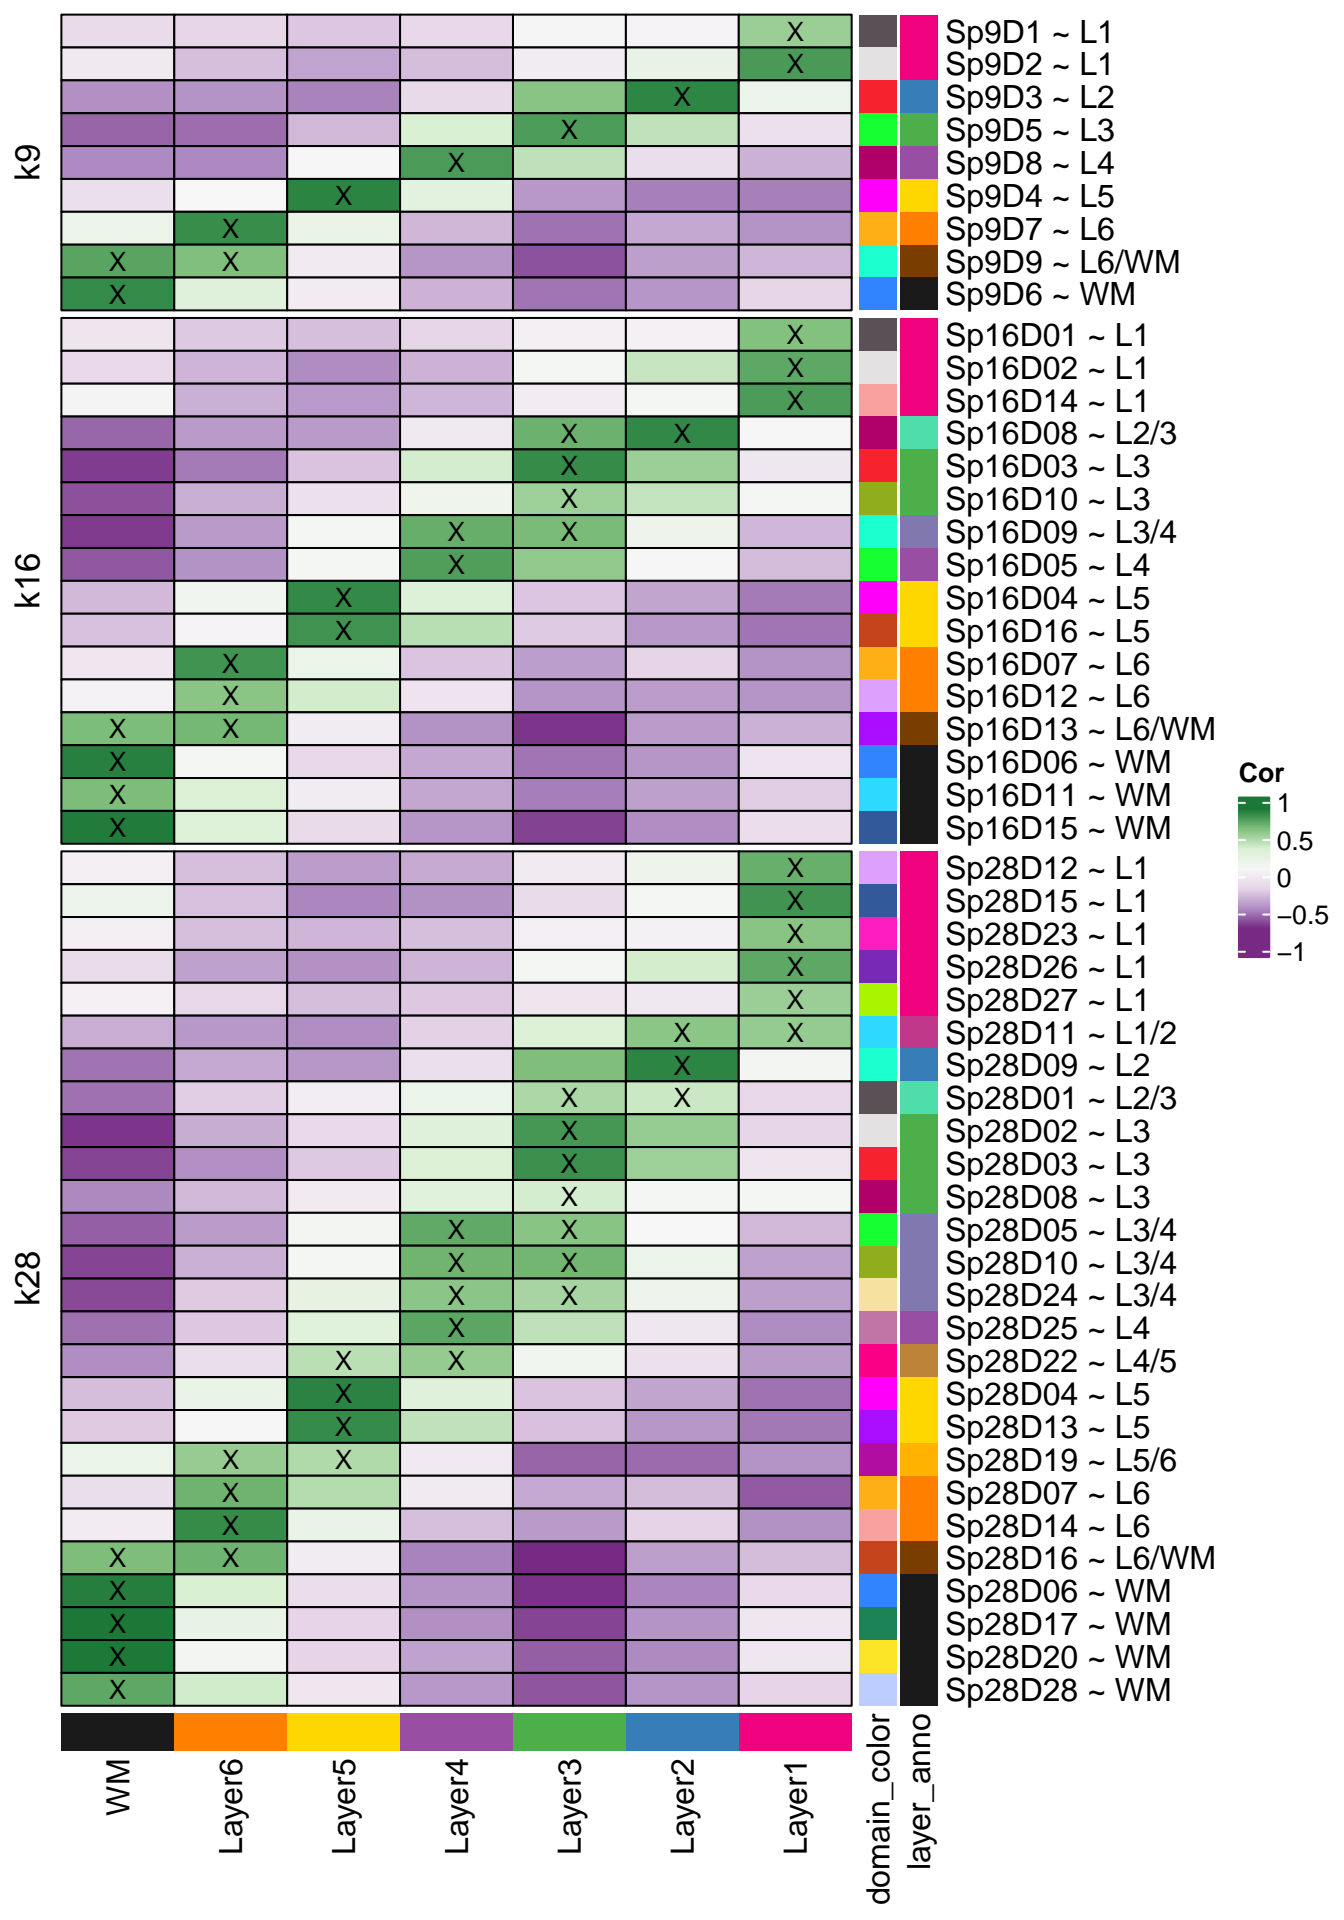 k9
X Sp9D1 ~ L1
X Sp9D2 ~ L1
X Sp9D3 ~ L2
X Sp9D5 ~ L3
X Sp9D8 ~ L4
X Sp9D4 ~ L5
X Sp9D7 ~ L6
X X Sp9D9 ~ L6/WM
X Sp9D6 ~ WM
k16
X Sp16D01 ~ L1
X Sp16D02 ~ L1
X Sp16D14 ~ L1
X X Sp16D08 ~ L2/3
X Sp16D03 ~ L3
X Sp16D10 ~ L3
X X Sp16D09 ~ L3/4
X Sp16D05 ~ L4
X Sp16D04 ~ L5
X Sp16D16 ~ L5
X Sp16D07 ~ L6
X Sp16D12 ~ L6
X X Sp16D13 ~ L6/WM
X Sp16D06 ~ WM
X Sp16D11 ~ WM
X Sp16D15 ~ WM
k28
X Sp28D12 ~ L1
X Sp28D15 ~ L1
X Sp28D23 ~ L1
X Sp28D26 ~ L1
X Sp28D27 ~ L1
X X Sp28D11 ~ L1/2
X Sp28D09 ~ L2
X X Sp28D01 ~ L2/3
X Sp28D02 ~ L3
X Sp28D03 ~ L3
X Sp28D08 ~ L3
X X Sp28D05 ~ L3/4
X X Sp28D10 ~ L3/4
X X Sp28D24 ~ L3/4
X Sp28D25 ~ L4
X X Sp28D22 ~ L4/5
X Sp28D04 ~ L5
X Sp28D13 ~ L5
X X Sp28D19 ~ L5/6
X Sp28D07 ~ L6
X Sp28D14 ~ L6
X X Sp28D16 ~ L6/WM
X Sp28D06 ~ WM
X Sp28D17 ~ WM
X Sp28D20 ~ WM
X Sp28D28 ~ WM
WM
Layer6
Layer5
Layer4
Layer3
Layer2
Layer1
domain_color
layer_anno
Cor
1
0.5
0
−0.5
−1